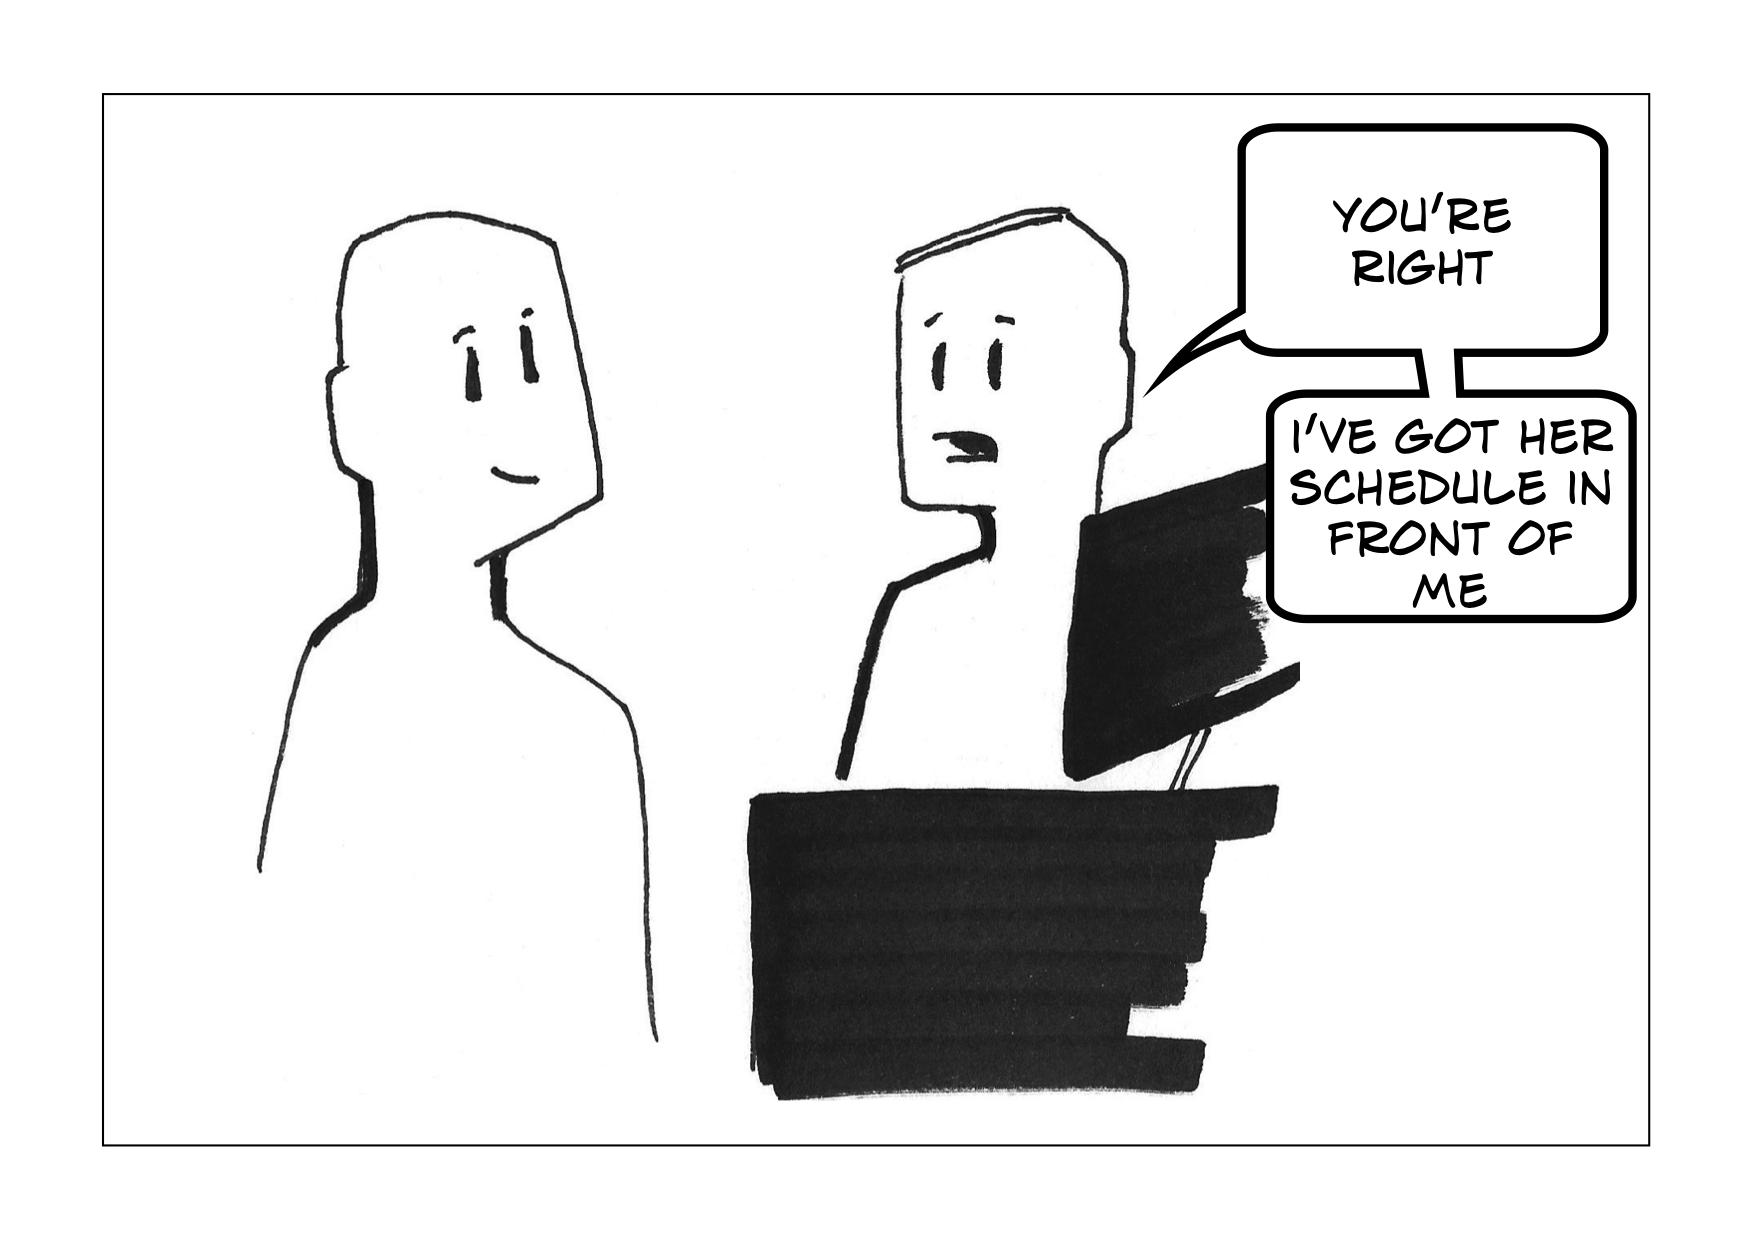 YOU'RE
RIGHT
I'VE GOT HER
SCHEDULE IN
FRONT OF
ME